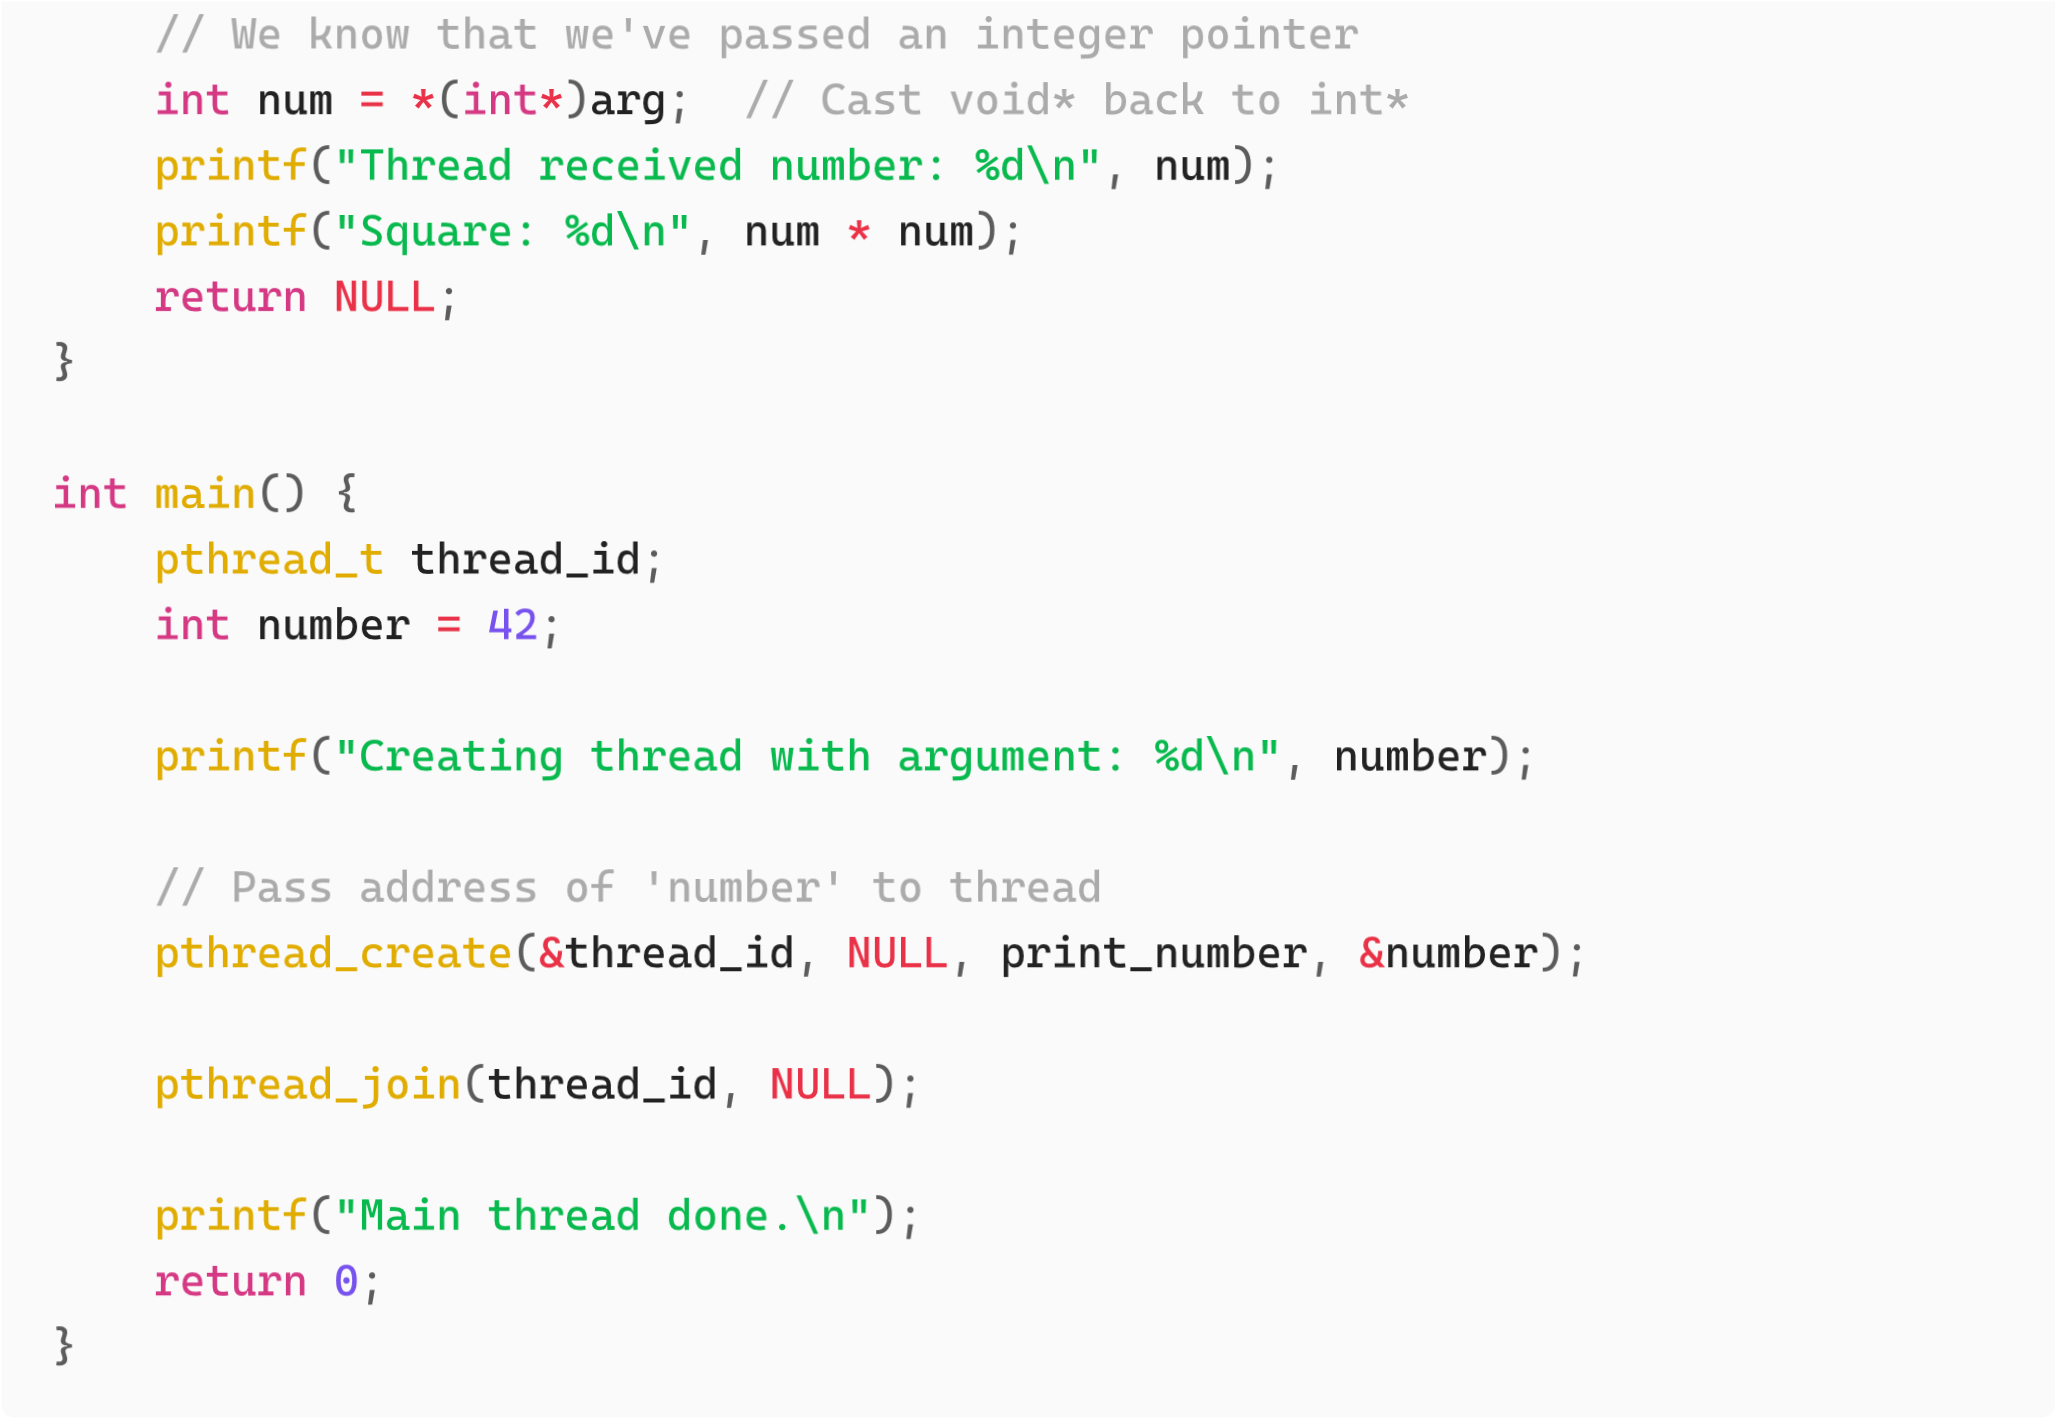 // We know that we've passed an integer pointer
int num = *(int*)arg;  // Cast void* back to int*
printf("Thread received number: %d\n", num);
printf("Square: %d\n", num * num);
return NULL;
}
int main() {
pthread_t thread_id;
int number = 42;
printf("Creating thread with argument: %d\n", number);
// Pass address of 'number' to thread
pthread_create(&thread_id, NULL, print_number, &number);
pthread_join(thread_id, NULL);
printf("Main thread done.\n");
return 0;
}